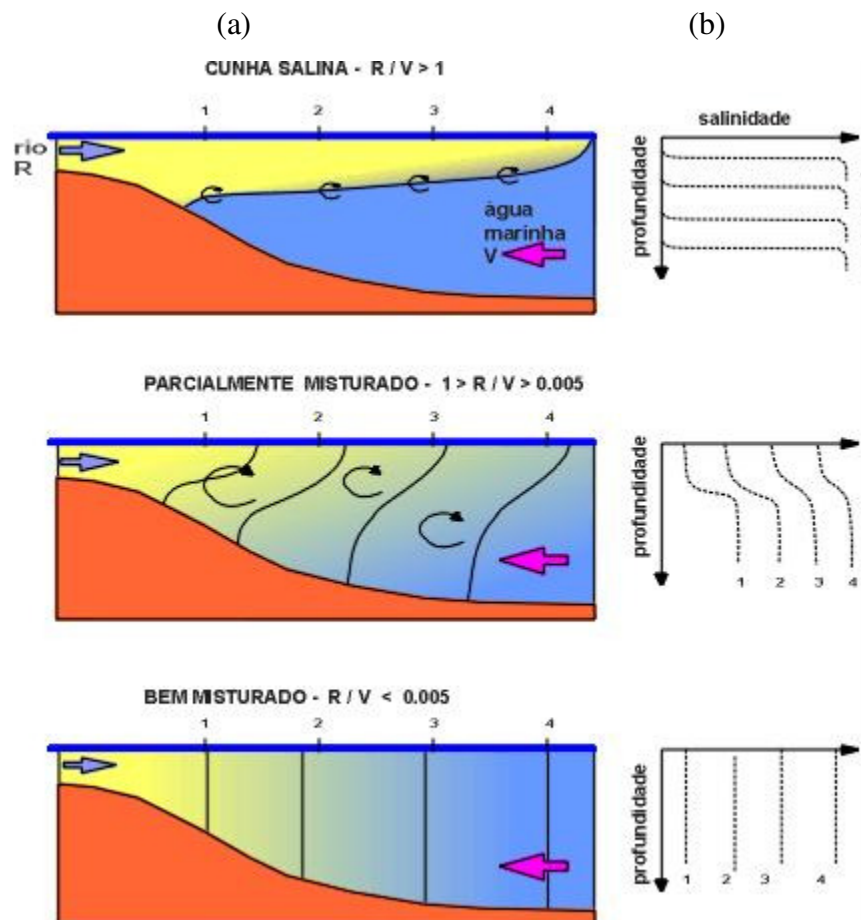 (a) (b)
CUNHA SALINA - R / V > 1
1 2 3 4
salinidade
rio
R
profundidade
água
marinha
V
PARCIALMENTE MISTURADO - 1 > R / V > 0.005
1 2 3 4
profundidade
1 2 3 4
BEM MISTURADO - R / V < 0.005
1 2 3 4
profundidade
1 2 3 4